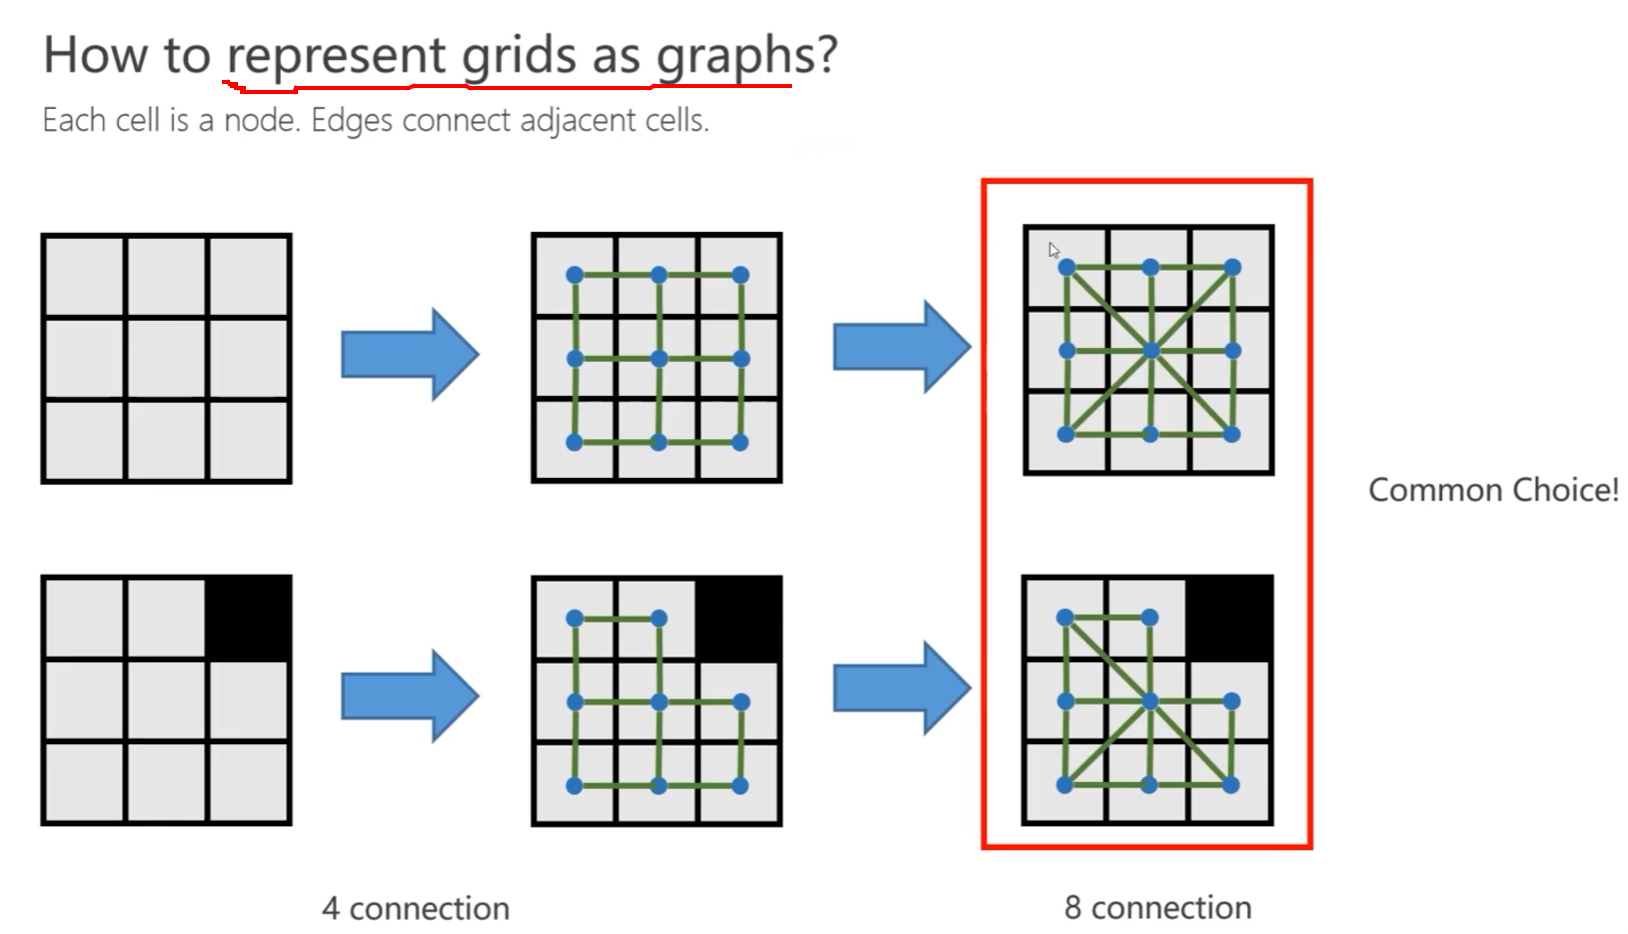 How to represent grids as graphs?
Each cell is a node. Edges connect adjacent cells.
Common Choice!
4 connection
8 connection